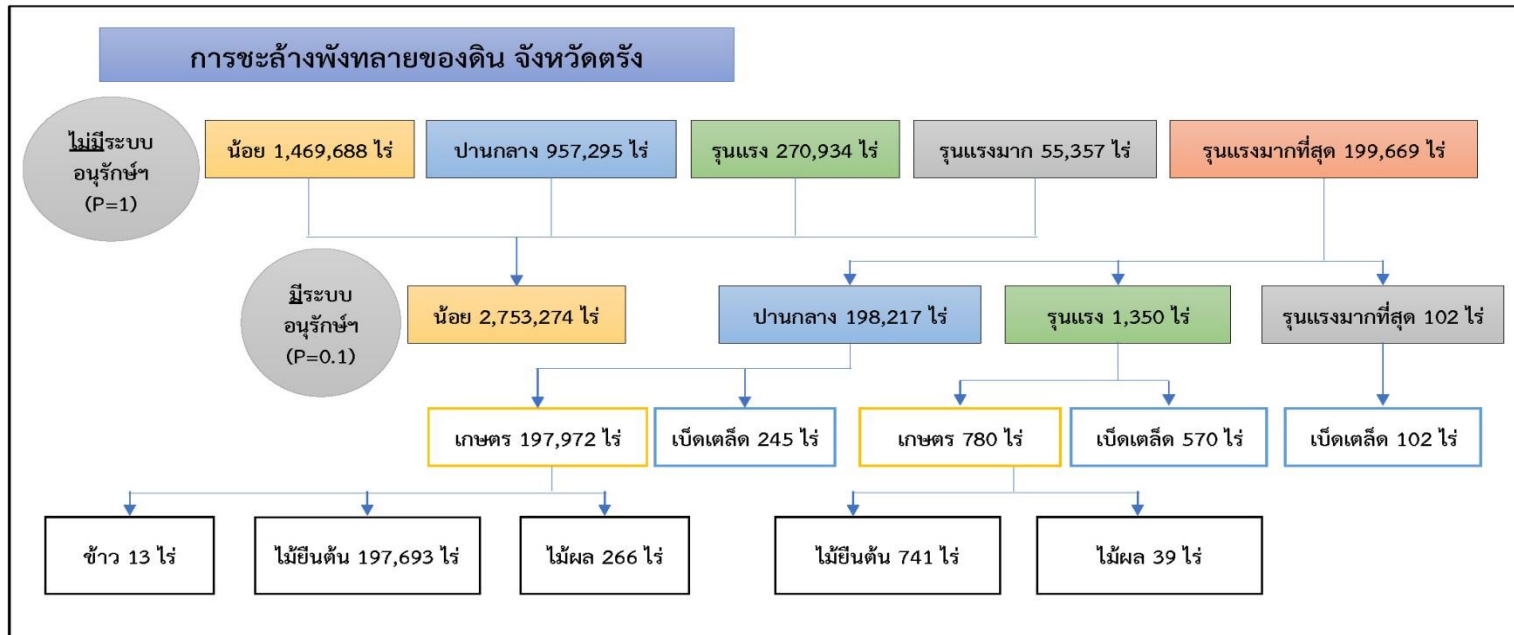 การชะล้างพังทลายของดิน จังหวัดตรัง
ไม่มีระบบ
อนุรักษ์ฯ
(P=1)
น้อย 1,469,688 ไร่
ปานกลาง 957,295 ไร่
รุนแรง 270,934 ไร่
รุนแรงมาก 55,357 ไร่
รุนแรงมากที่สุด 199,669 ไร่
มีระบบ
อนุรักษ์ฯ
(P=0.1)
น้อย 2,753,274 ไร่
ปานกลาง 198,217 ไร่
รุนแรง 1,350 ไร่
รุนแรงมากที่สุด 102 ไร่
เกษตร 197,972 ไร่
เบ็ดเตล็ด 245 ไร่
เกษตร 780 ไร่
เบ็ดเตล็ด 570 ไร่
เบ็ดเตล็ด 102 ไร่
ข้าว 13 ไร่
ไม้ยืนต้น 197,693 ไร่
ไม้ผล 266 ไร่
ไม้ยืนต้น 741 ไร่
ไม้ผล 39 ไร่